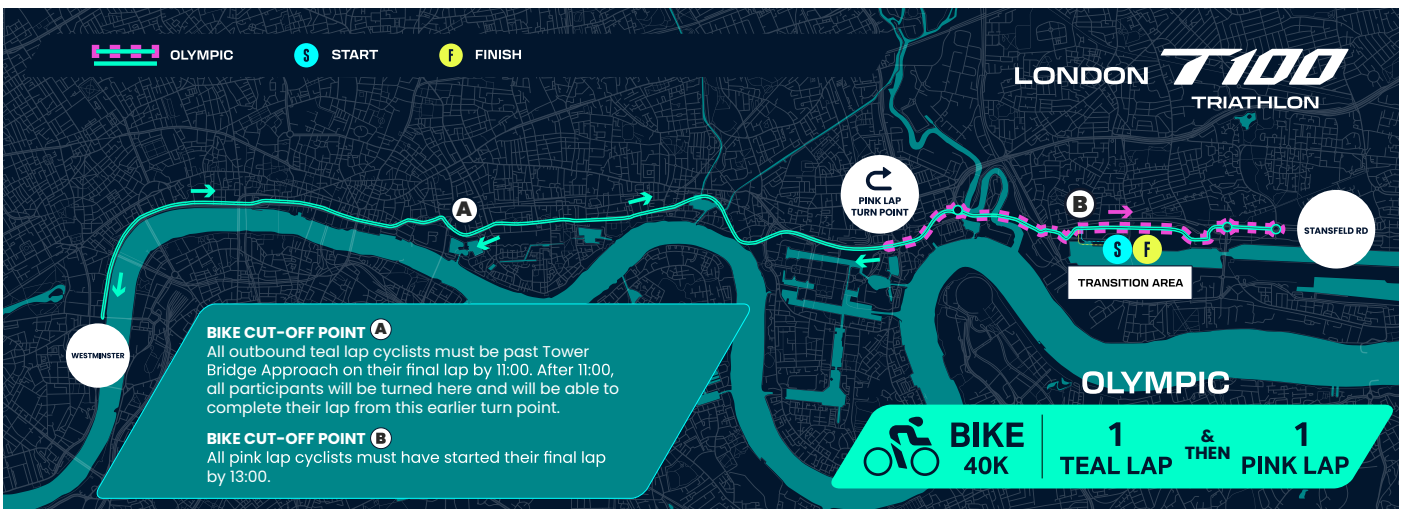 OLYMPIC
S START
F FINISH
LONDON T100
TRIATHLON
PINK LAP
TURN POINT
A
B
STANSFELD RD
S F
TRANSITION AREA
WESTMINSTER
BIKE CUT-OFF POINT A
All outbound teal lap cyclists must be past Tower
Bridge Approach on their final lap by 11:00. After 11:00,
all participants will be turned here and will be able to
complete their lap from this earlier turn point.
BIKE CUT-OFF POINT B
All pink lap cyclists must have started their final lap
by 13:00.
OLYMPIC
BIKE
40K
1
TEAL LAP
&
THEN
1
PINK LAP